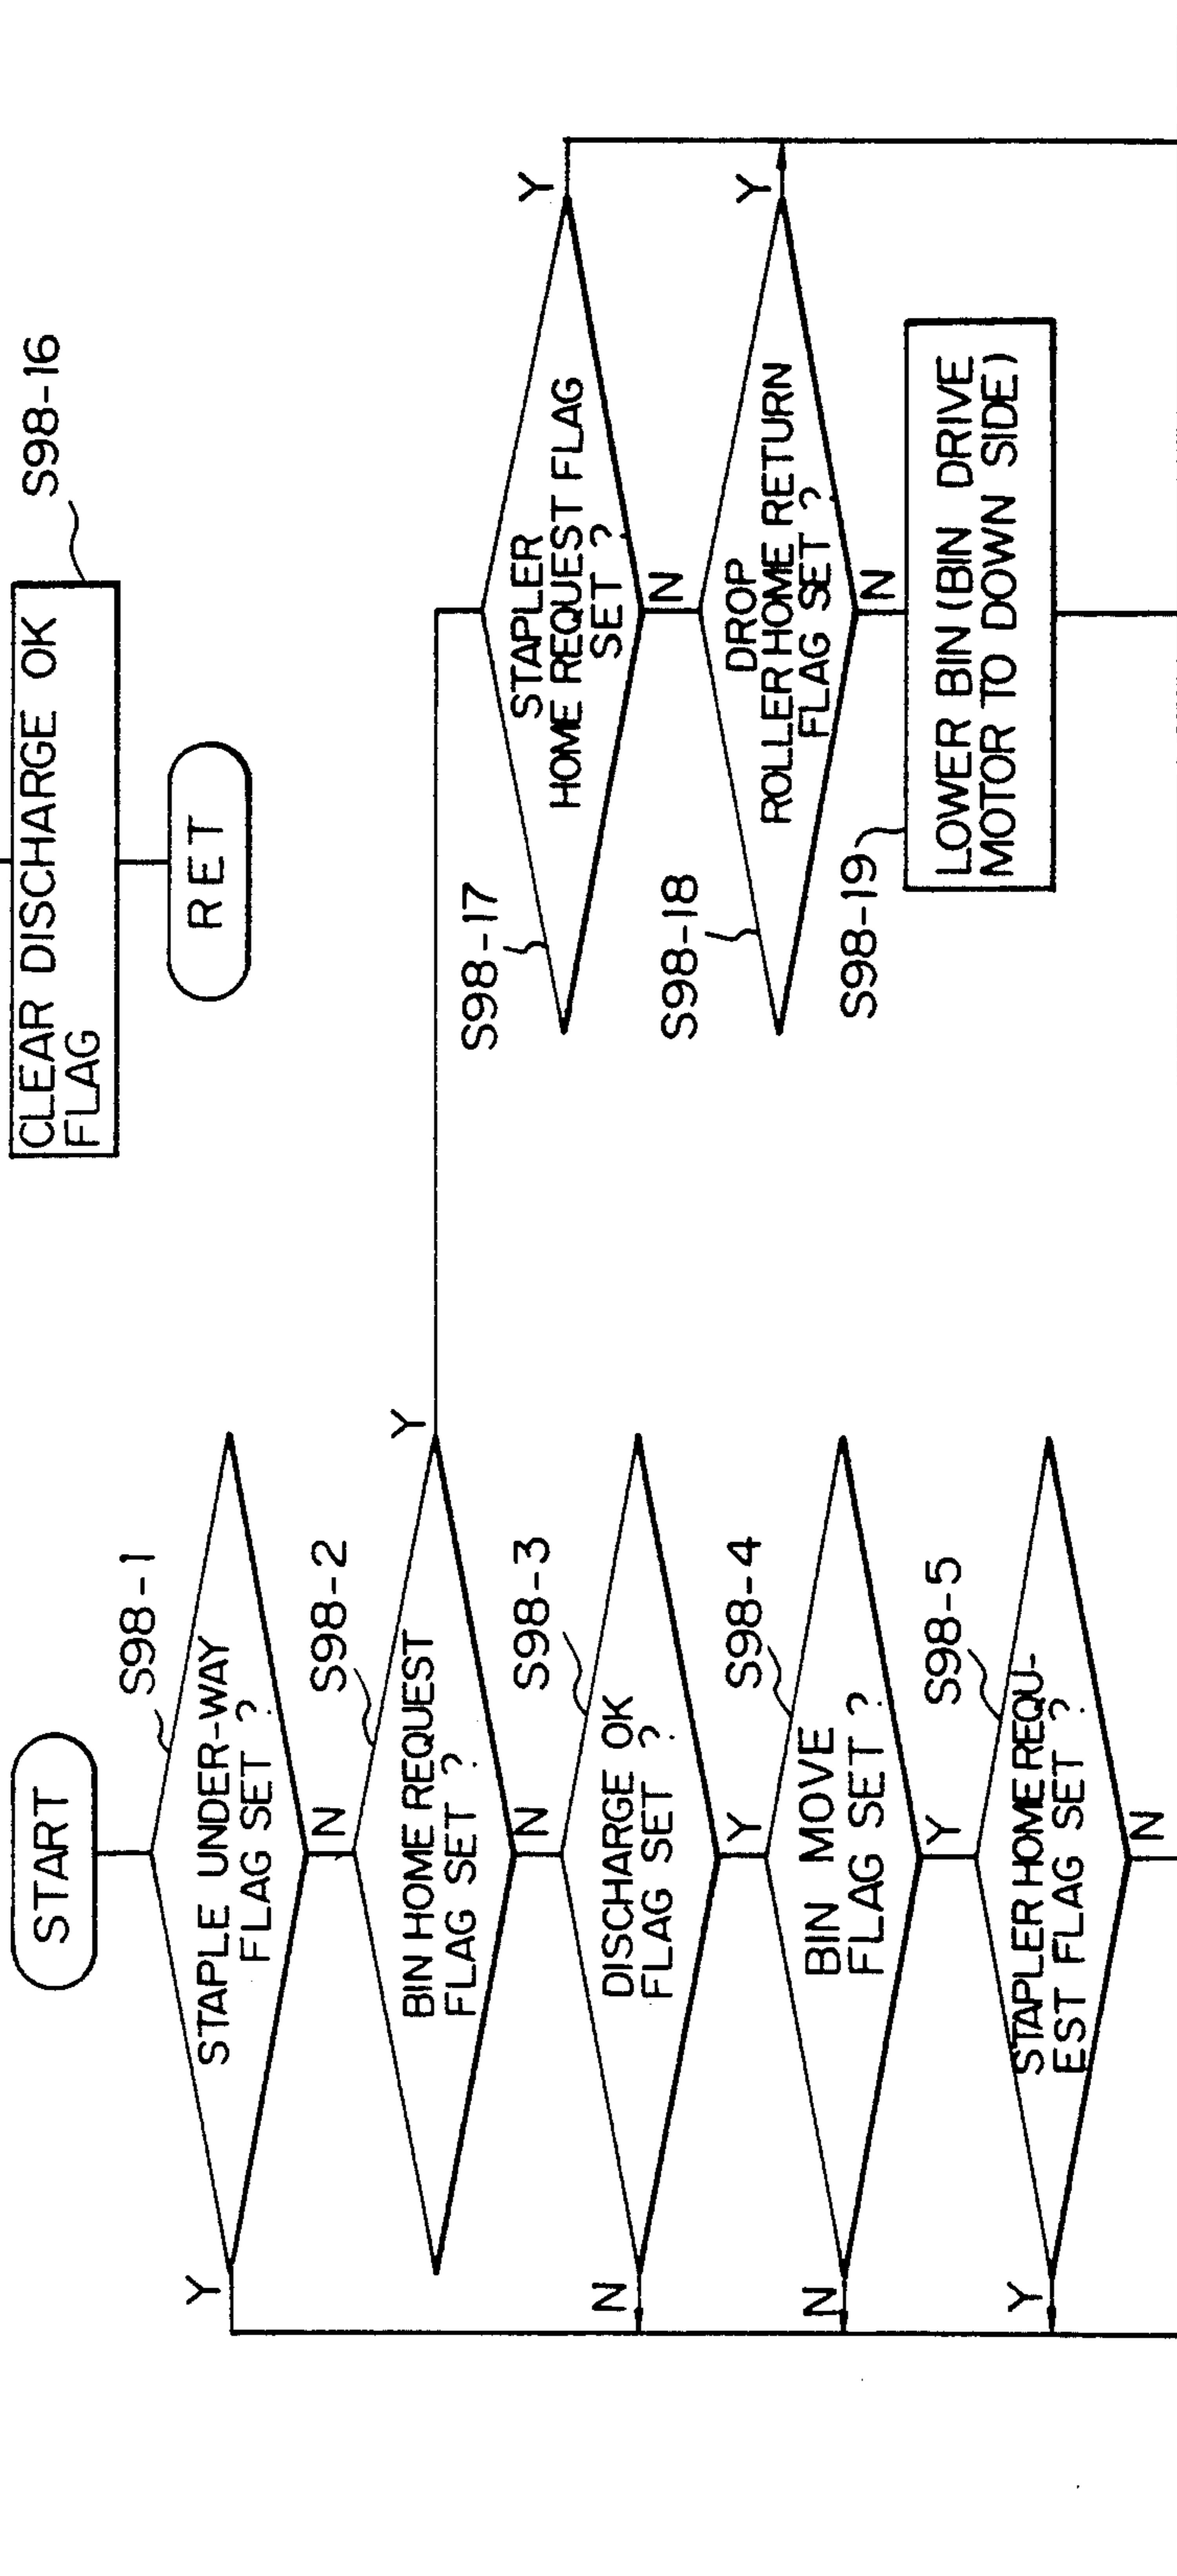 START
S98-1
STAPLE UNDER-WAY
FLAG SET ?
Y
N
S98-2
BIN HOME REQUEST
FLAG SET ?
Y
N
S98-3
DISCHARGE OK
FLAG SET ?
N
Y
S98-4
BIN MOVE
FLAG SET ?
N
Y
S98-5
STAPLER HOME REQU-
EST FLAG SET ?
Y
N
CLEAR DISCHARGE OK
FLAG
S98-16
RET
S98-17
STAPLER
HOME REQUEST FLAG
SET ?
Y
N
S98-18
DROP
ROLLER HOME RETURN
FLAG SET ?
Y
N
S98-19
LOWER BIN (BIN DRIVE
MOTOR TO DOWN SIDE)